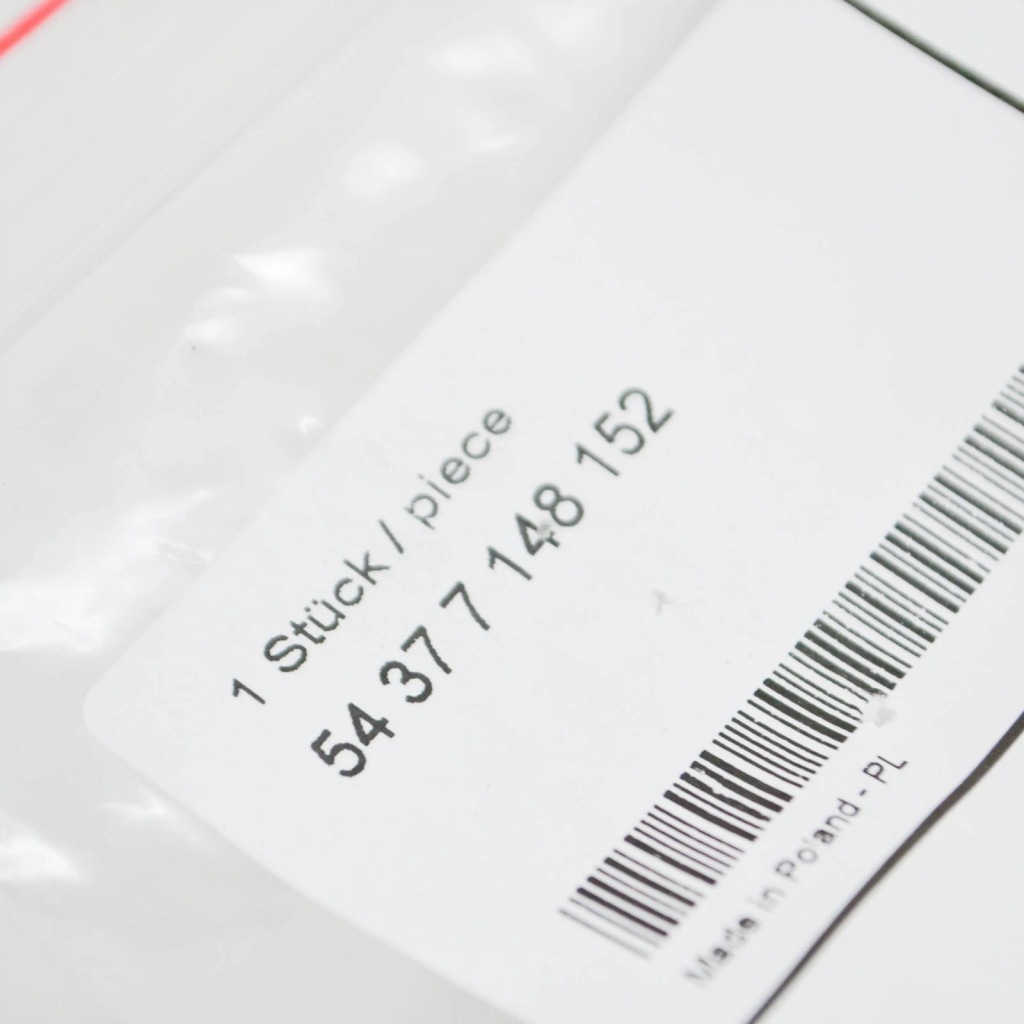 1 Stück / piece
54 37 7 148 152
Made in Poland - PL